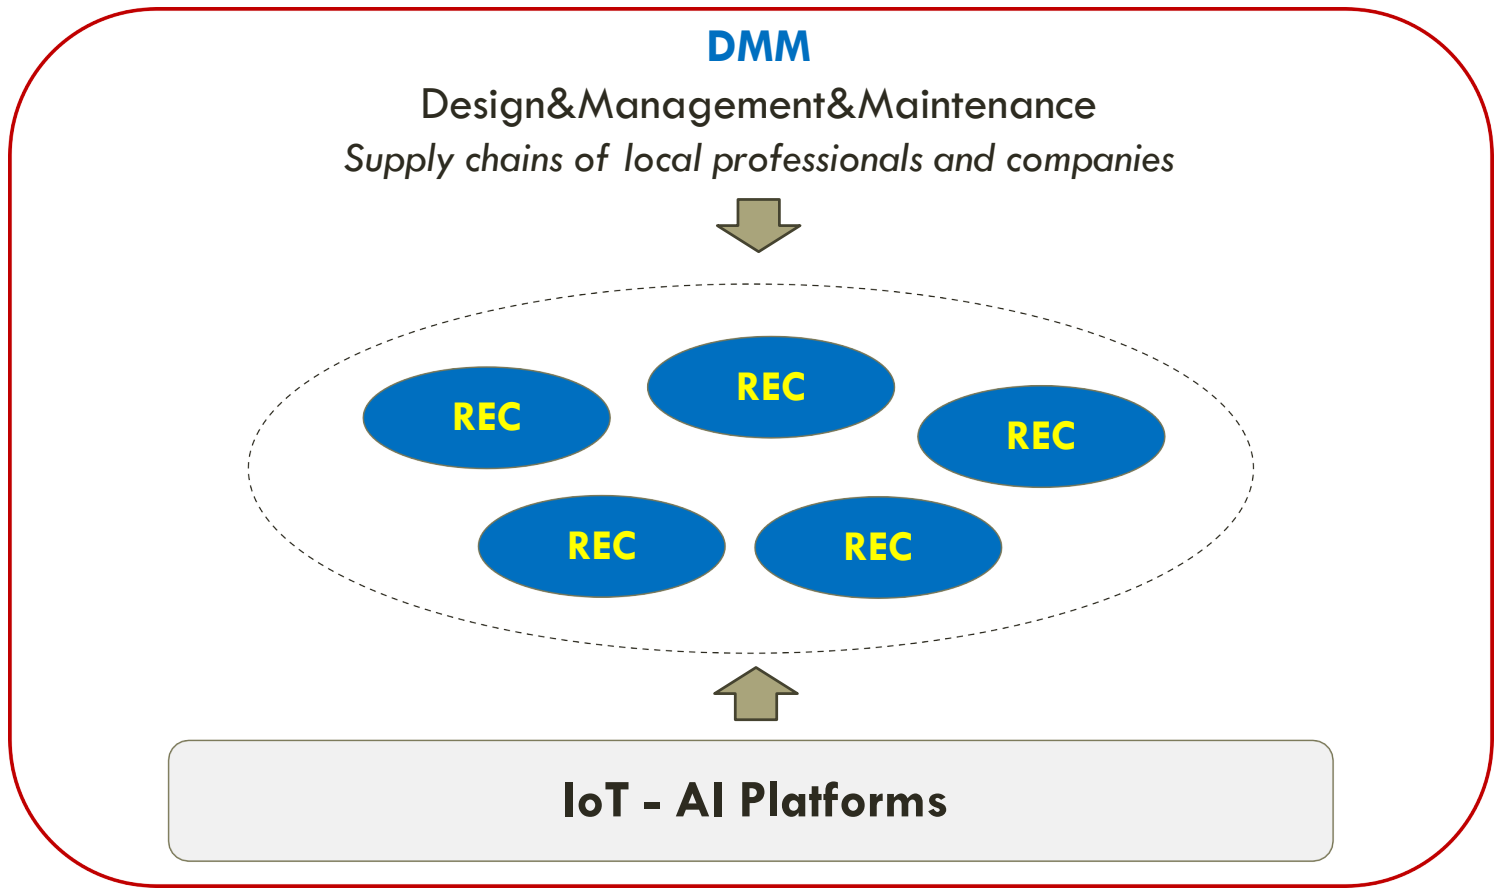 DMM
Design&Management&Maintenance
Supply chains of local professionals and companies
REC
REC
REC
REC
REC
IoT - AI Platforms